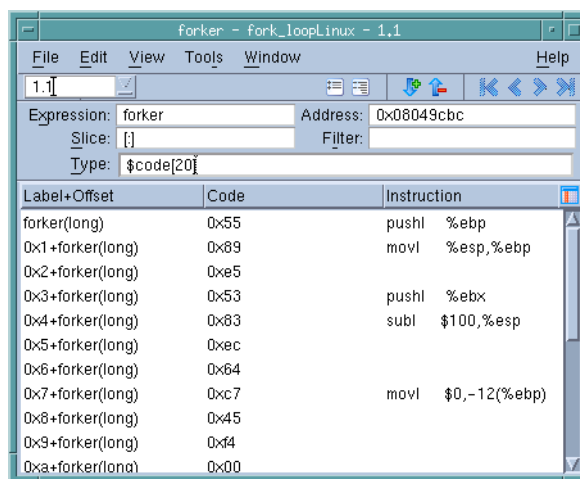 forker - fork_loopLinux - 1.1
File Edit View Tools Window Help
1.1
Expression: forker Address: 0x08049cbc
Slice: [:] Filter:
Type: $code[20]
Label+Offset Code Instruction
forker(long) 0x55 pushl %ebp
0x1+forker(long) 0x89 movl %esp,%ebp
0x2+forker(long) 0xe5
0x3+forker(long) 0x53 pushl %ebx
0x4+forker(long) 0x83 subl $100,%esp
0x5+forker(long) 0xec
0x6+forker(long) 0x64
0x7+forker(long) 0xc7 movl $0,-12(%ebp)
0x8+forker(long) 0x45
0x9+forker(long) 0xf4
0xa+forker(long) 0x00